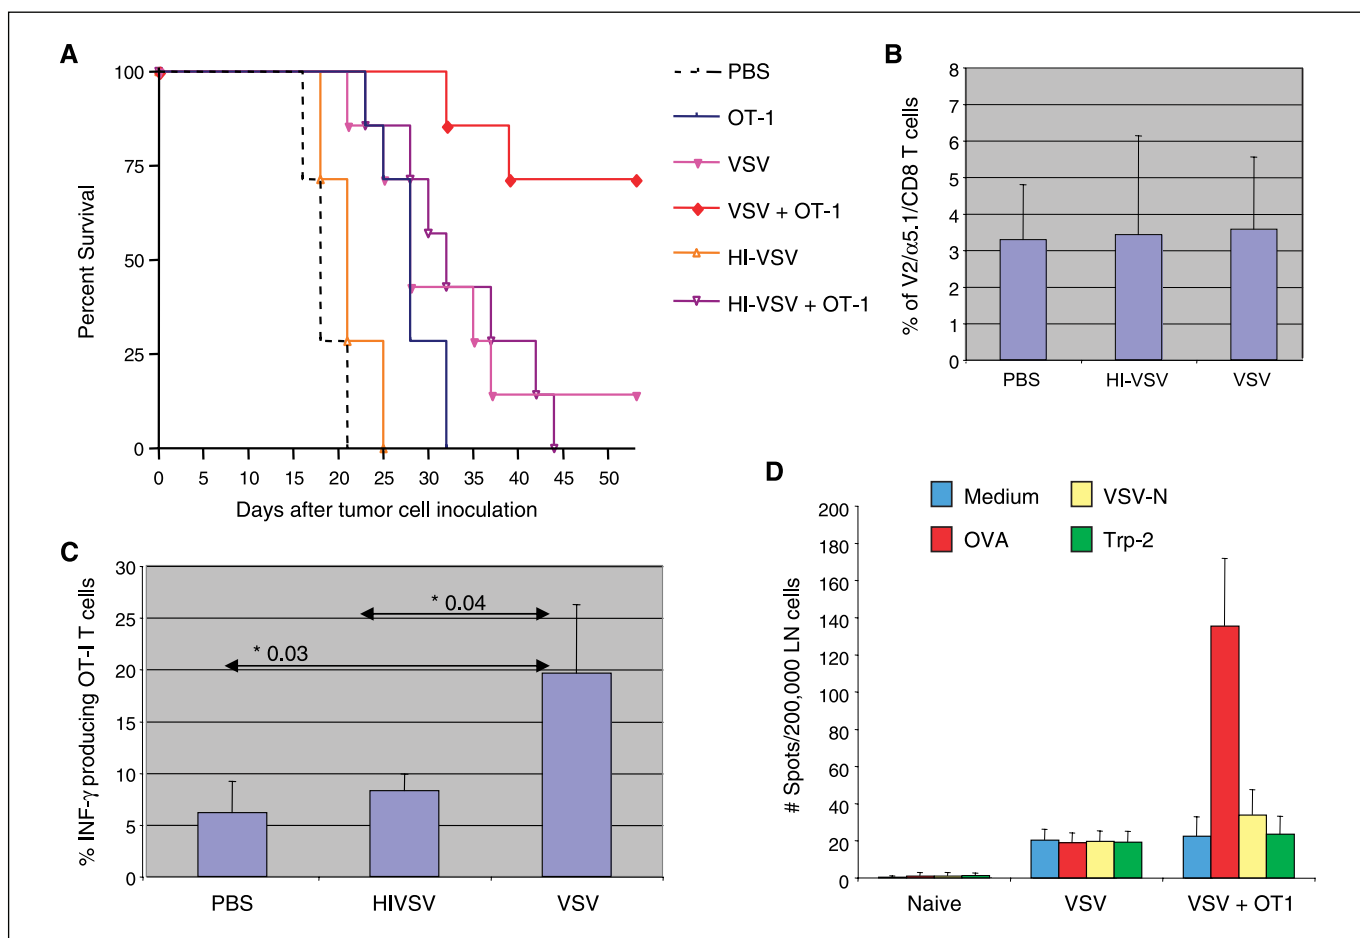 A
Percent Survival
100
75
50
25
0
0 5 10 15 20 25 30 35 40 45 50
Days after tumor cell inoculation
PBS
OT-1
VSV
VSV + OT-1
HI-VSV
HI-VSV + OT-1
B
% of V2/α5.1/CD8 T cells
8
7
6
5
4
3
2
1
0
PBS HI-VSV VSV
C
% INF-γ producing OT-I T cells
30
25
20
15
10
5
0
* 0.04
* 0.03
PBS HIVSV VSV
D
Medium VSV-N
OVA Trp-2
# Spots/200,000 LN cells
200
180
160
140
120
100
80
60
40
20
0
Naive VSV VSV + OT1